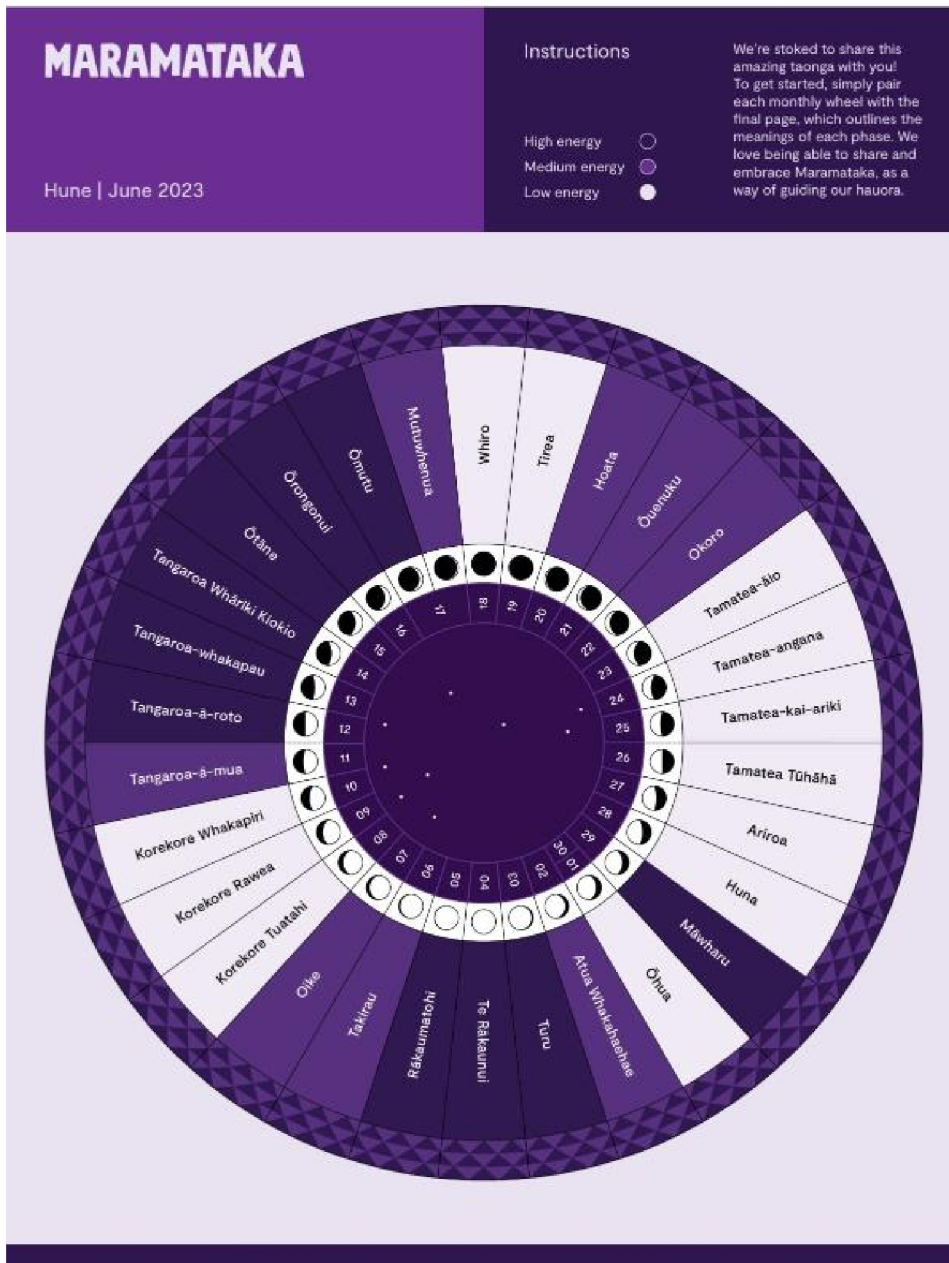 MARAMATAKA
Hune | June 2023
Instructions
High energy
Medium energy
Low energy
We're stoked to share this
amazing taonga with you!
To get started, simply pair
each monthly wheel with the
final page, which outlines the
meanings of each phase. We
love being able to share and
embrace Maramataka, as a
way of guiding our hauora.
Whiro
Tirea
Hoata
Ōuenuku
Okoro
Tamatea-āio
Tamatea-angana
Tamatea-kai-ariki
Tamatea Tūhāhā
Ariroa
Huna
Māwharu
Ōhua
Atua Whakahaehae
Turu
Te Rākaunui
Rākaumatohi
Takirau
Oike
Korekore Tuatahi
Korekore Rawea
Korekore Whakapiri
Tangaroa-ā-mua
Tangaroa-ā-roto
Tangaroa-whakapau
Tangaroa Whāriki Kiokio
Ōtāne
Ōrongonui
Ōmutu
Mutuwhenua
18
19
20
21
22
23
24
25
26
27
28
29
30
01
02
03
04
05
06
07
08
09
10
11
12
13
14
15
16
17